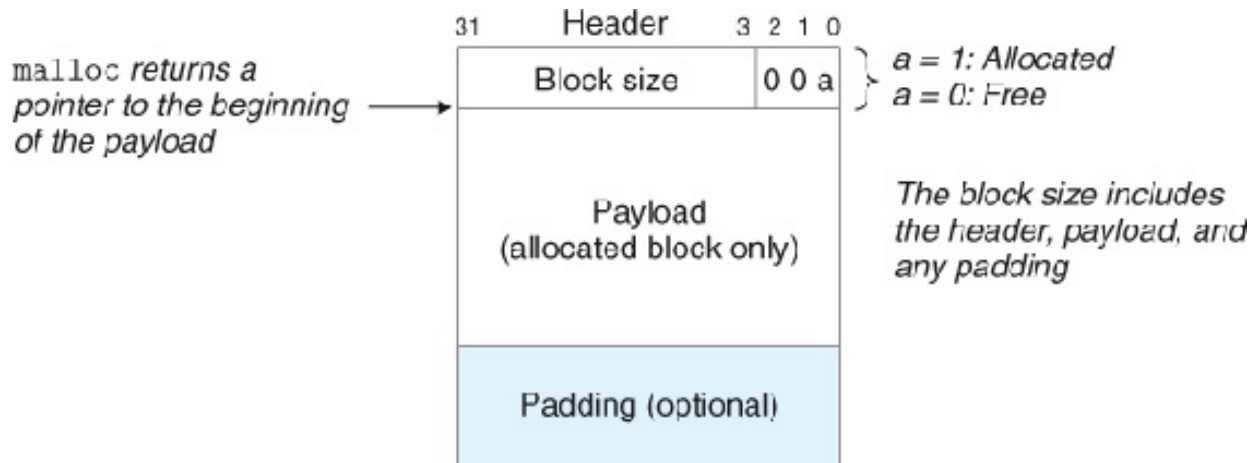 31 Header 3 2 1 0
malloc returns a
pointer to the beginning
of the payload
Block size
0 0 a
a = 1: Allocated
a = 0: Free
Payload
(allocated block only)
The block size includes
the header, payload, and
any padding
Padding (optional)